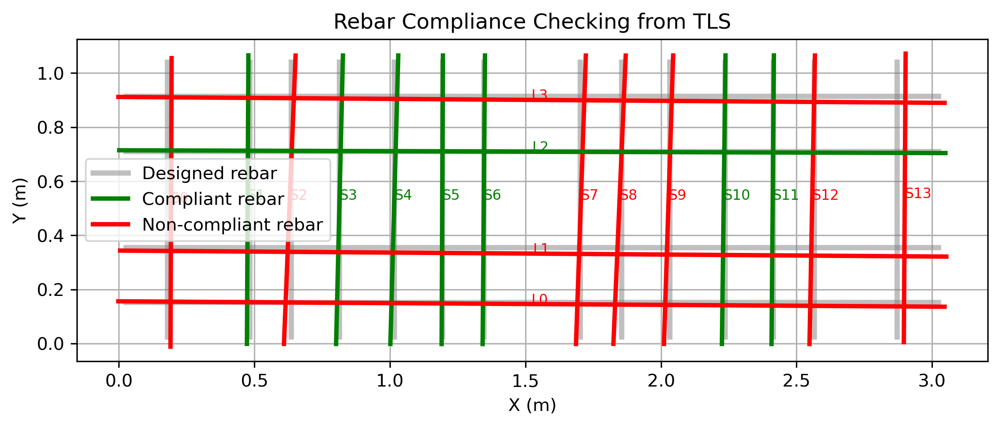 Rebar Compliance Checking from TLS
Y (m)
1.0
0.8
0.6
0.4
0.2
0.0
L3
L2
L1
L0
Designed rebar
Compliant rebar
Non-compliant rebar
S0 S1 S2 S3 S4 S5 S6 S7 S8 S9 S10 S11 S12 S13
0.0 0.5 1.0 1.5 2.0 2.5 3.0
X (m)